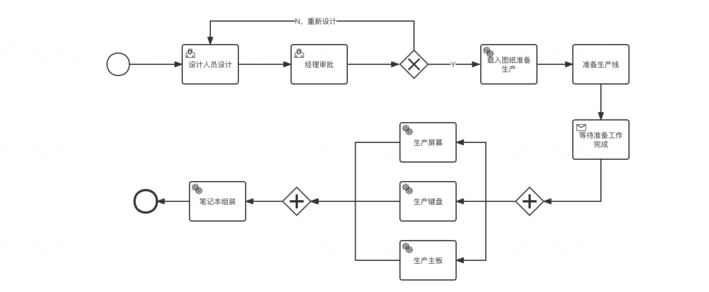 N，重新设计
设计人员设计
经理审批
Y
载入图纸准备
生产
准备生产线
等待准备工作
完成
生产屏幕
生产键盘
生产主板
笔记本组装